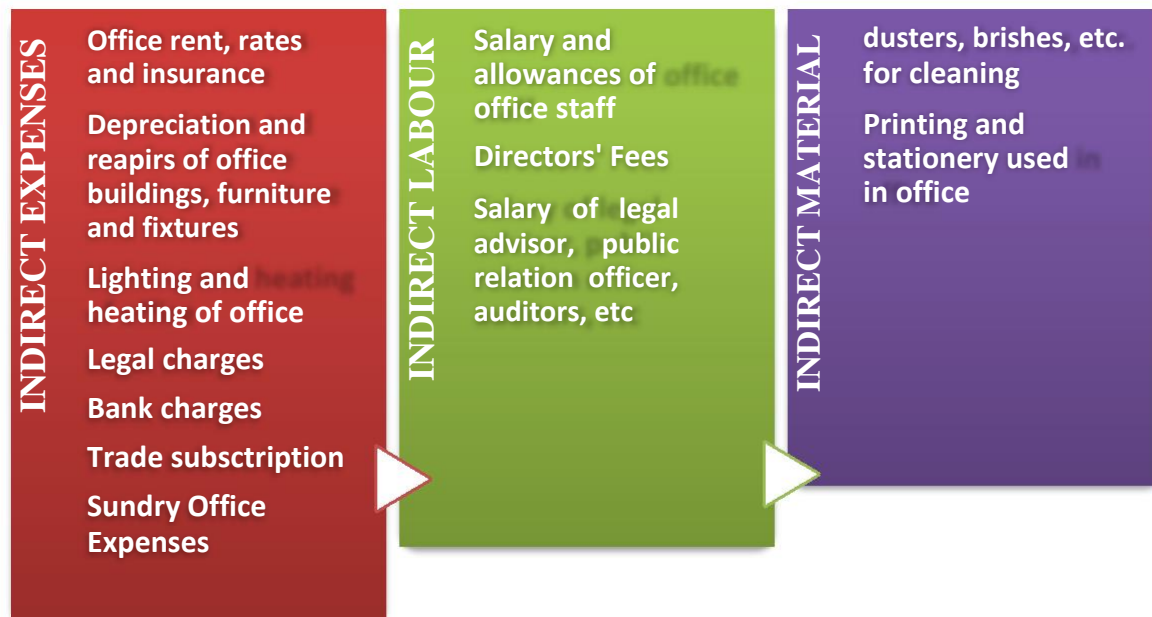 INDIRECT EXPENSES
Office rent, rates
and insurance
Depreciation and
reapirs of office
buildings, furniture
and fixtures
Lighting and
heating of office
Legal charges
Bank charges
Trade subsctription
Sundry Office
Expenses
INDIRECT LABOUR
Salary and
allowances of
office staff
Directors' Fees
Salary of legal
advisor, public
relation officer,
auditors, etc
INDIRECT MATERIAL
dusters, brishes, etc.
for cleaning
Printing and
stationery used
in office